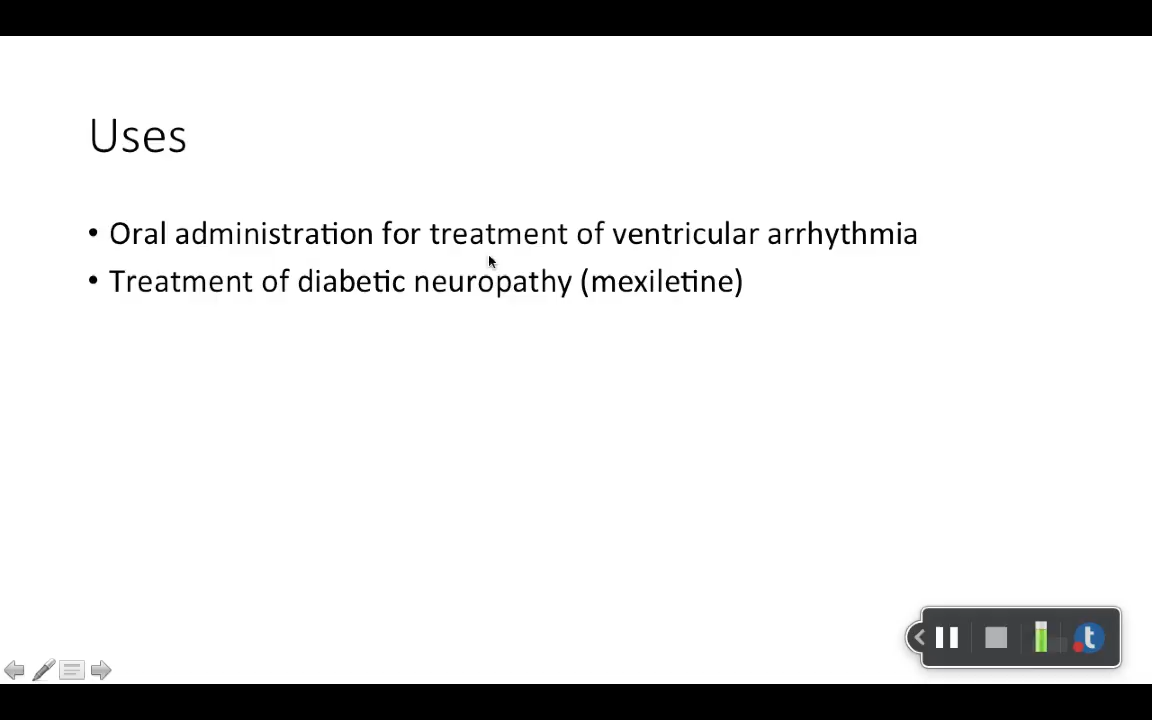 Uses
• Oral administration for treatment of ventricular arrhythmia
• Treatment of diabetic neuropathy (mexiletine)
t